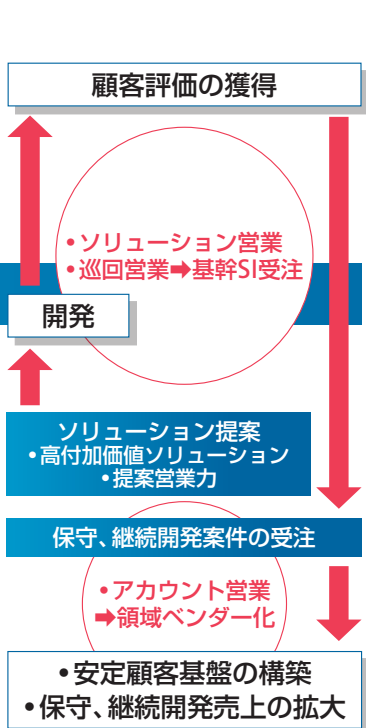 顧客評価の獲得
•ソリューション営業
•巡回営業➡基幹SI受注
開発
ソリューション提案
•高付加価値ソリューション
•提案営業力
保守、継続開発案件の受注
•アカウント営業
➡領域ベンダー化
•安定顧客基盤の構築
•保守、継続開発売上の拡大